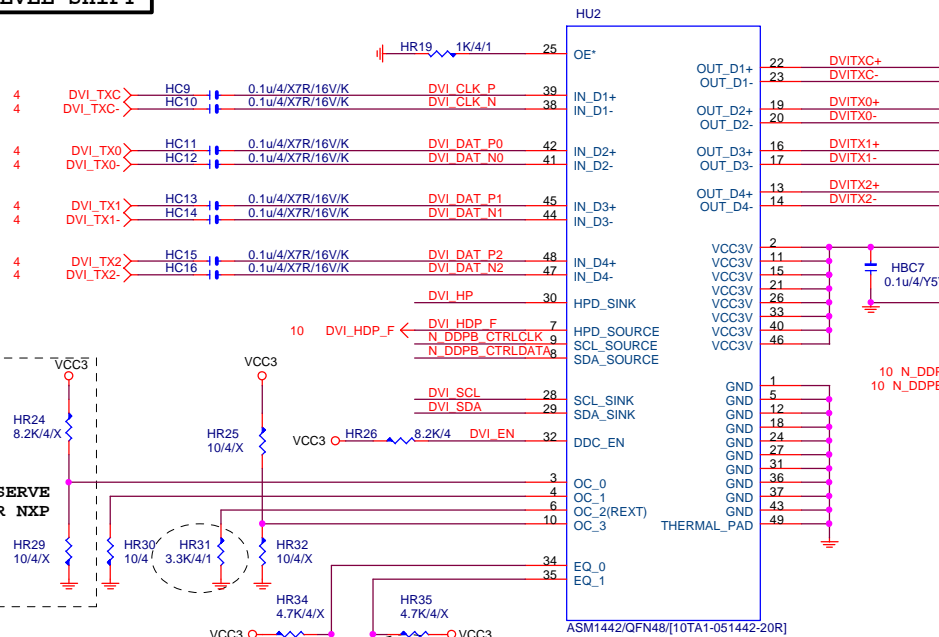 HU2
HR19 1K/4/1 25 OE*
OUT_D1+ 22 DVITXC+
OUT_D1- 23 DVITXC-
4 DVI_TXC HC9 0.1u/4/X7R/16V/K DVI_CLK_P 39 IN_D1+
4 DVI_TXC- HC10 0.1u/4/X7R/16V/K DVI_CLK_N 38 IN_D1-
OUT_D2+ 19 DVITX0+
OUT_D2- 20 DVITX0-
4 DVI_TX0 HC11 0.1u/4/X7R/16V/K DVI_DAT_P0 42 IN_D2+
4 DVI_TX0- HC12 0.1u/4/X7R/16V/K DVI_DAT_N0 41 IN_D2-
OUT_D3+ 16 DVITX1+
OUT_D3- 17 DVITX1-
4 DVI_TX1 HC13 0.1u/4/X7R/16V/K DVI_DAT_P1 45 IN_D3+
4 DVI_TX1- HC14 0.1u/4/X7R/16V/K DVI_DAT_N1 44 IN_D3-
OUT_D4+ 13 DVITX2+
OUT_D4- 14 DVITX2-
4 DVI_TX2 HC15 0.1u/4/X7R/16V/K DVI_DAT_P2 48 IN_D4+
4 DVI_TX2- HC16 0.1u/4/X7R/16V/K DVI_DAT_N2 47 IN_D4-
VCC3V 2
VCC3V 11
VCC3V 15
VCC3V 21
VCC3V 26
VCC3V 33
VCC3V 40
VCC3V 46
HBC7
0.1u/4/Y5
DVI_HP 30 HPD_SINK
10 DVI_HDP_F DVI_HDP_F 7 HPD_SOURCE
N_DDPB_CTRLCLK 9 SCL_SOURCE
N_DDPB_CTRLDATA 8 SDA_SOURCE
10 N_DDP
10 N_DDPB
DVI_SCL 28 SCL_SINK
DVI_SDA 29 SDA_SINK
VCC3 HR26 8.2K/4 DVI_EN 32 DDC_EN
GND 1
GND 5
GND 12
GND 18
GND 24
GND 27
GND 31
GND 36
GND 37
GND 43
THERMAL_PAD 49
VCC3
HR24
8.2K/4/X
VCC3
HR25
10/4/X
3 OC_0
4 OC_1
6 OC_2(REXT)
10 OC_3
SERVE
R NXP
HR29
10/4/X
HR30
10/4
HR31
3.3K/4/1
HR32
10/4/X
34 EQ_0
35 EQ_1
HR34
4.7K/4/X
VCC3
HR35
4.7K/4/X
VCC3
ASM1442/QFN48/[10TA1-051442-20R]